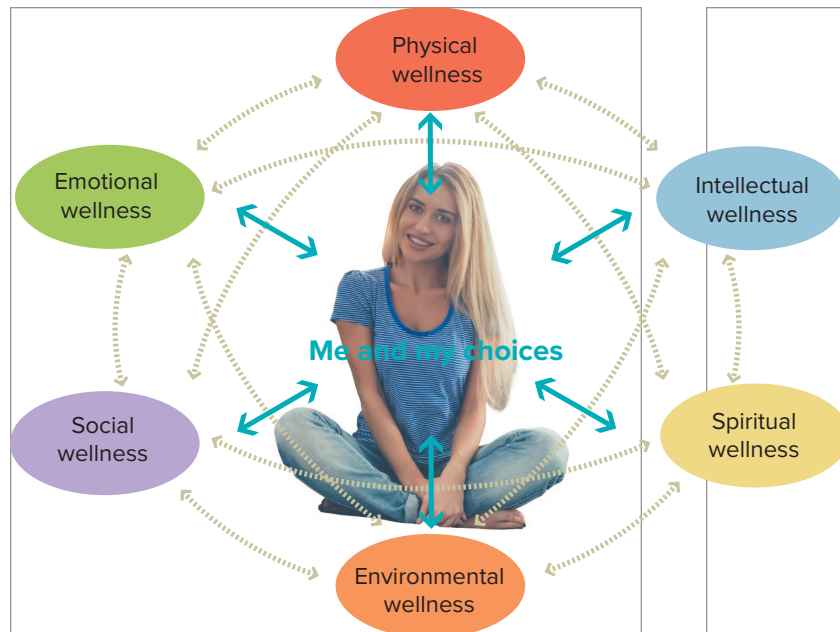 Physical
wellness
Emotional
wellness
Intellectual
wellness
Me and my choices
Social
wellness
Spiritual
wellness
Environmental
wellness